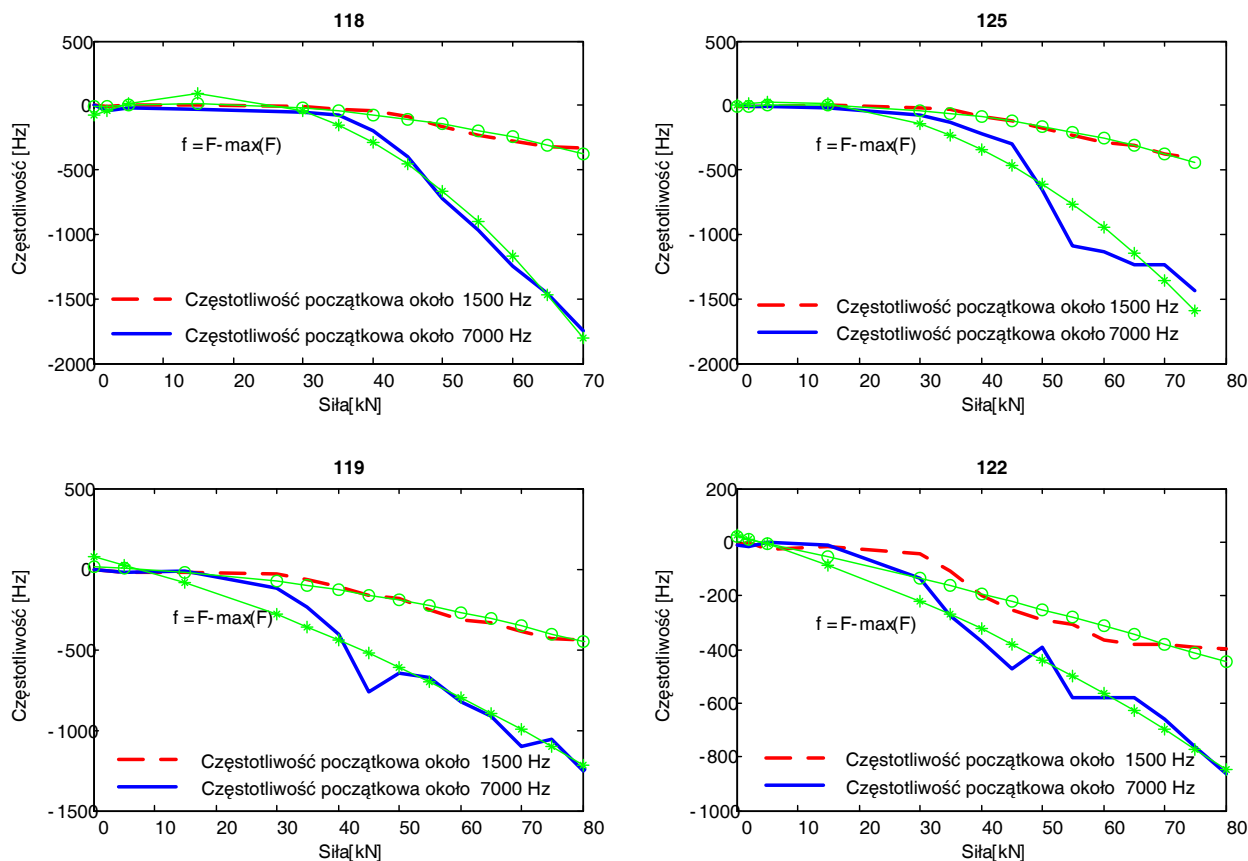 118
500
0
-500
-1000
-1500
-2000
Częstotliwość [Hz]
f = F- max(F)
Częstotliwość początkowa około 1500 Hz
Częstotliwość początkowa około 7000 Hz
0 10 20 30 40 50 60 70
Siła[kN]
125
500
0
-500
-1000
-1500
-2000
Częstotliwość [Hz]
f = F- max(F)
Częstotliwość początkowa około 1500 Hz
Częstotliwość początkowa około 7000 Hz
0 10 20 30 40 50 60 70 80
Siła[kN]
119
500
0
-500
-1000
-1500
Częstotliwość [Hz]
f = F- max(F)
Częstotliwość początkowa około 1500 Hz
Częstotliwość początkowa około 7000 Hz
0 10 20 30 40 50 60 70 80
Siła[kN]
122
200
0
-200
-400
-600
-800
-1000
Częstotliwość [Hz]
f = F- max(F)
Częstotliwość początkowa około 1500 Hz
Częstotliwość początkowa około 7000 Hz
0 10 20 30 40 50 60 70 80
Siła[kN]